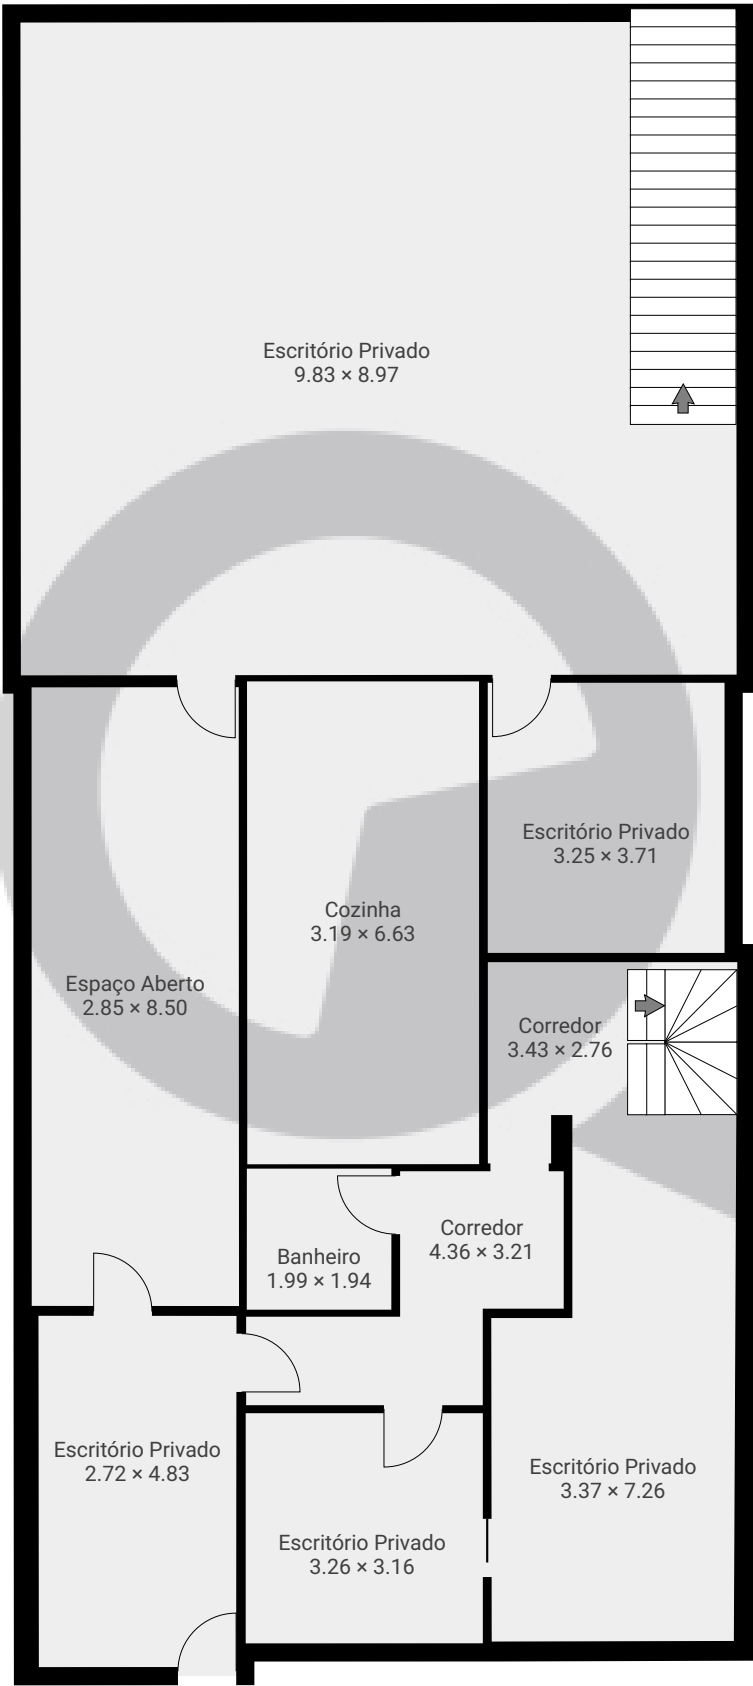 Escritório Privado
9.83 × 8.97
Escritório Privado
3.25 × 3.71
Cozinha
3.19 × 6.63
Espaço Aberto
2.85 × 8.50
Corredor
3.43 × 2.76
Corredor
4.36 × 3.21
Banheiro
1.99 × 1.94
Escritório Privado
2.72 × 4.83
Escritório Privado
3.37 × 7.26
Escritório Privado
3.26 × 3.16